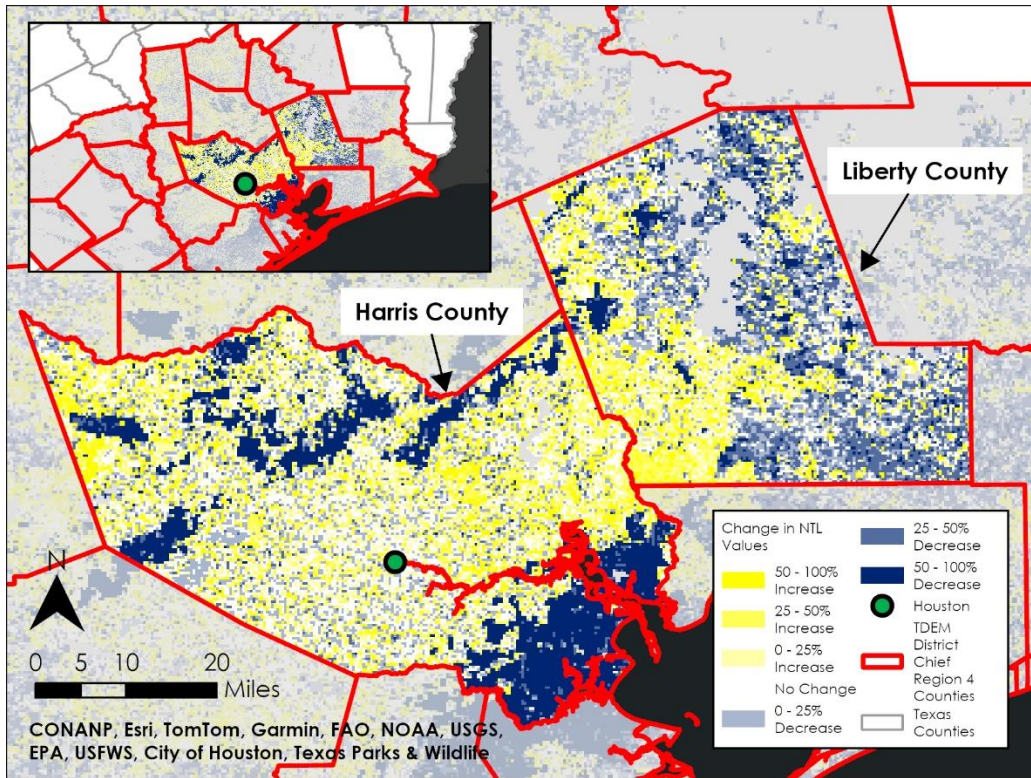 Liberty County
Harris County
N
0 5 10 20
Miles
CONANP, Esri, TomTom, Garmin, FAO, NOAA, USGS,
EPA, USFWS, City of Houston, Texas Parks & Wildlife
Change in NTL
Values
50 - 100%
Increase
25 - 50%
Increase
0 - 25%
Increase
No Change
0 - 25%
Decrease
25 - 50%
Decrease
50 - 100%
Decrease
Houston
TDEM
District
Chief
Region 4
Counties
Texas
Counties